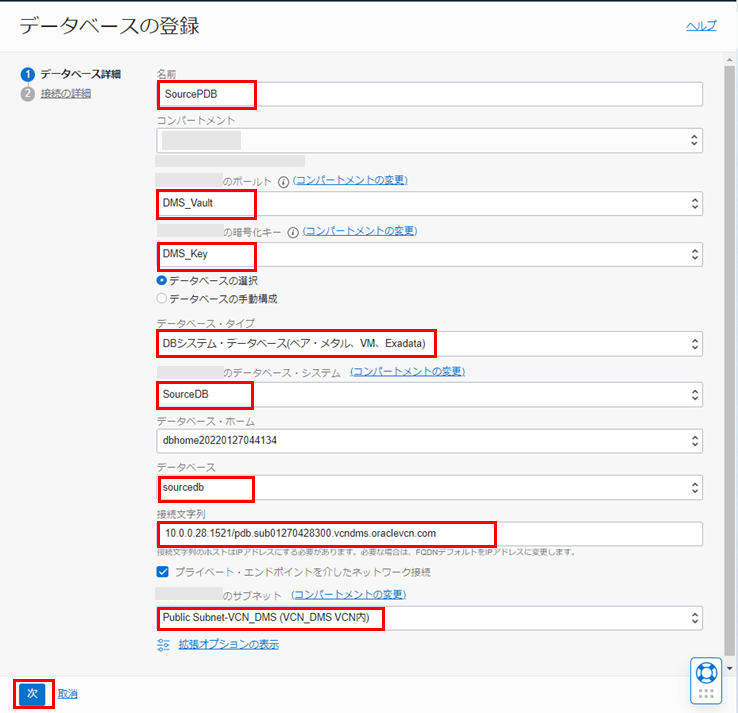 データベースの登録
ヘルプ
1 データベース詳細
2 接続の詳細
名前
SourcePDB
コンパートメント
のボールト (コンパートメントの変更)
DMS_Vault
の暗号化キー (コンパートメントの変更)
DMS_Key
データベースの選択
データベースの手動構成
データベース・タイプ
DBシステム・データベース(ベア・メタル、VM、Exadata)
のデータベース・システム (コンパートメントの変更)
SourceDB
データベース・ホーム
dbhome20220127044134
データベース
sourcedb
接続文字列
10.0.0.28:1521/pdb.sub01270428300.vcndms.oraclevcn.com
接続文字列のホストはIPアドレスにする必要があります。必要な場合は、FQDNデフォルトをIPアドレスに変更します。
プライベート・エンドポイントを介したネットワーク接続
のサブネット (コンパートメントの変更)
Public Subnet-VCN_DMS (VCN_DMS VCN内)
拡張オプションの表示
次 取消